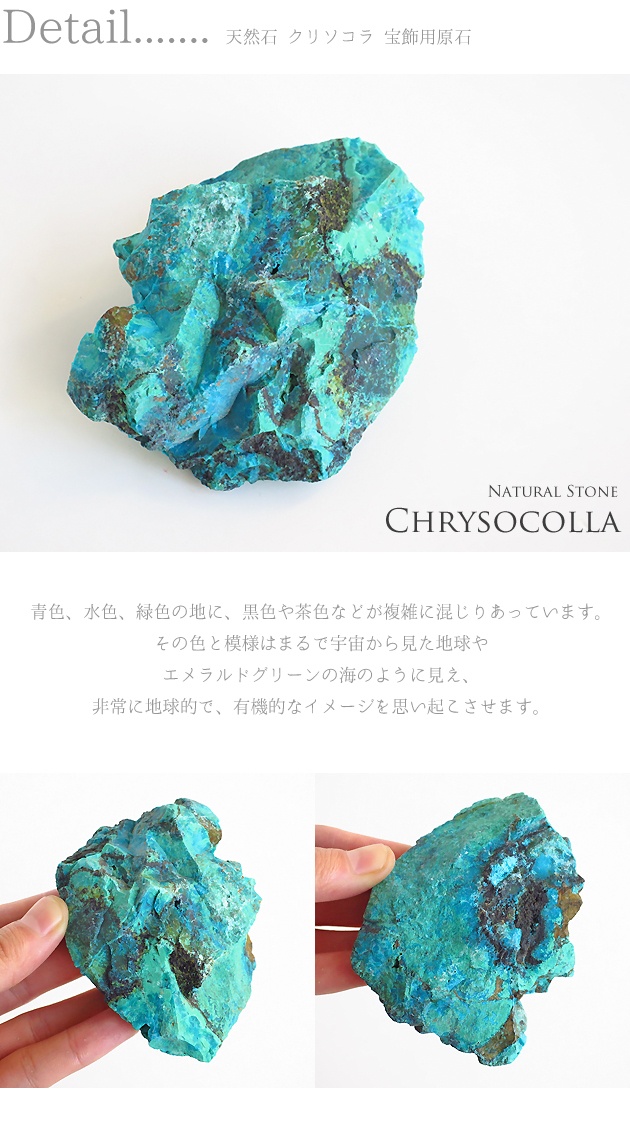 Detail....... 天然石 クリソコラ 宝飾用原石
NATURAL STONE
CHRYSOCOLLA
青色、水色、緑色の地に、黒色や茶色などが複雑に混じりあっています。
その色と模様はまるで宇宙から見た地球や
エメラルドグリーンの海のように見え、
非常に地球的で、有機的なイメージを思い起こさせます。